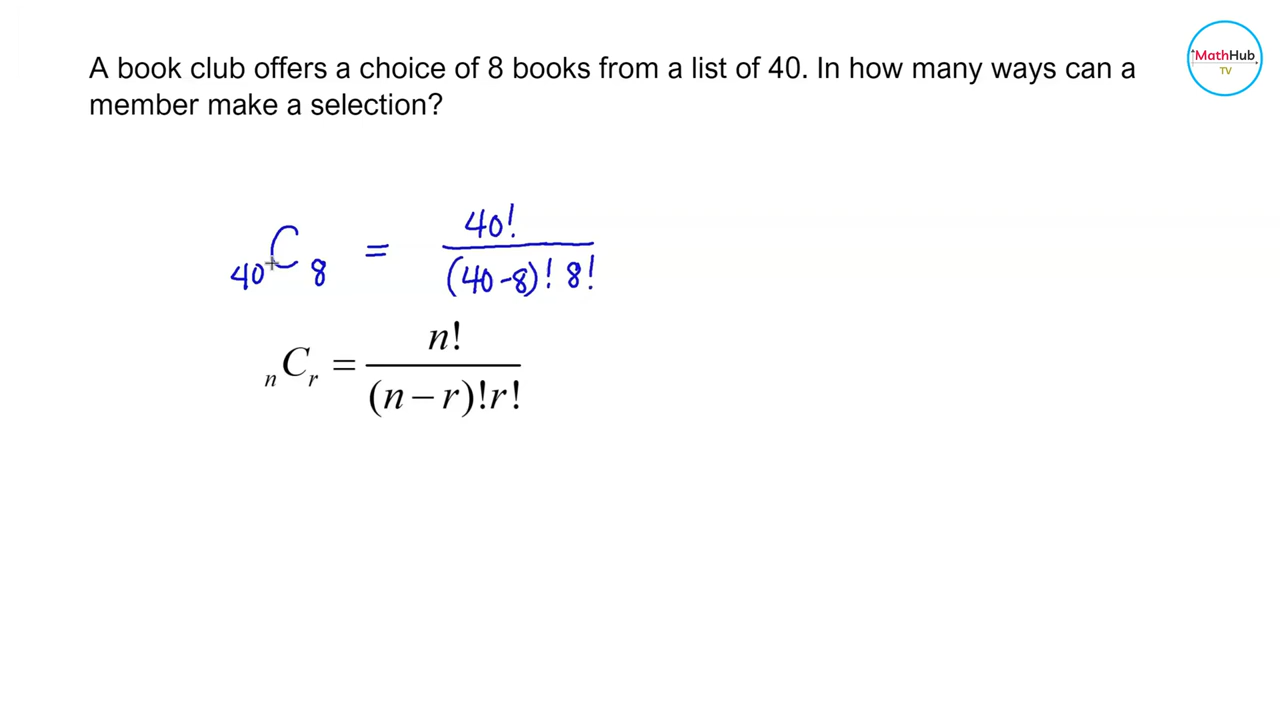 A book club offers a choice of 8 books from a list of 40. In how many ways can a
member make a selection?
MathHub
TV
40C8 = 40! / (40-8)! 8!
nCr = n! / (n-r)!r!